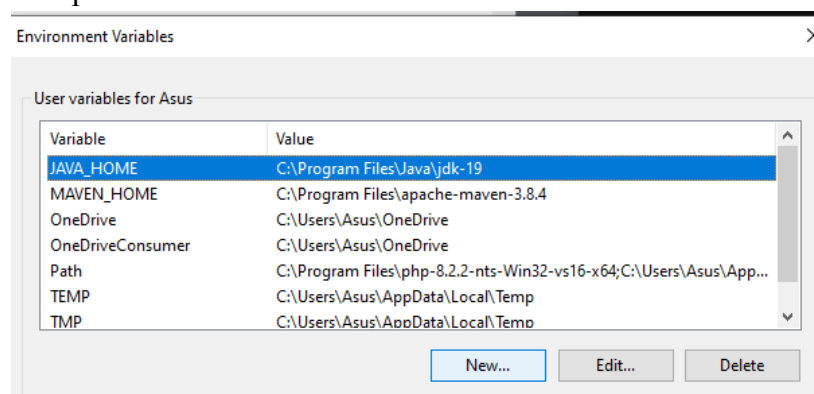 Environment Variables
User variables for Asus
Variable Value
JAVA_HOME C:\Program Files\Java\jdk-19
MAVEN_HOME C:\Program Files\apache-maven-3.8.4
OneDrive C:\Users\Asus\OneDrive
OneDriveConsumer C:\Users\Asus\OneDrive
Path C:\Program Files\php-8.2.2-nts-Win32-vs16-x64;C:\Users\Asus\App...
TEMP C:\Users\Asus\AppData\Local\Temp
TMP C:\Users\Asus\AppData\Local\Temp
New... Edit... Delete